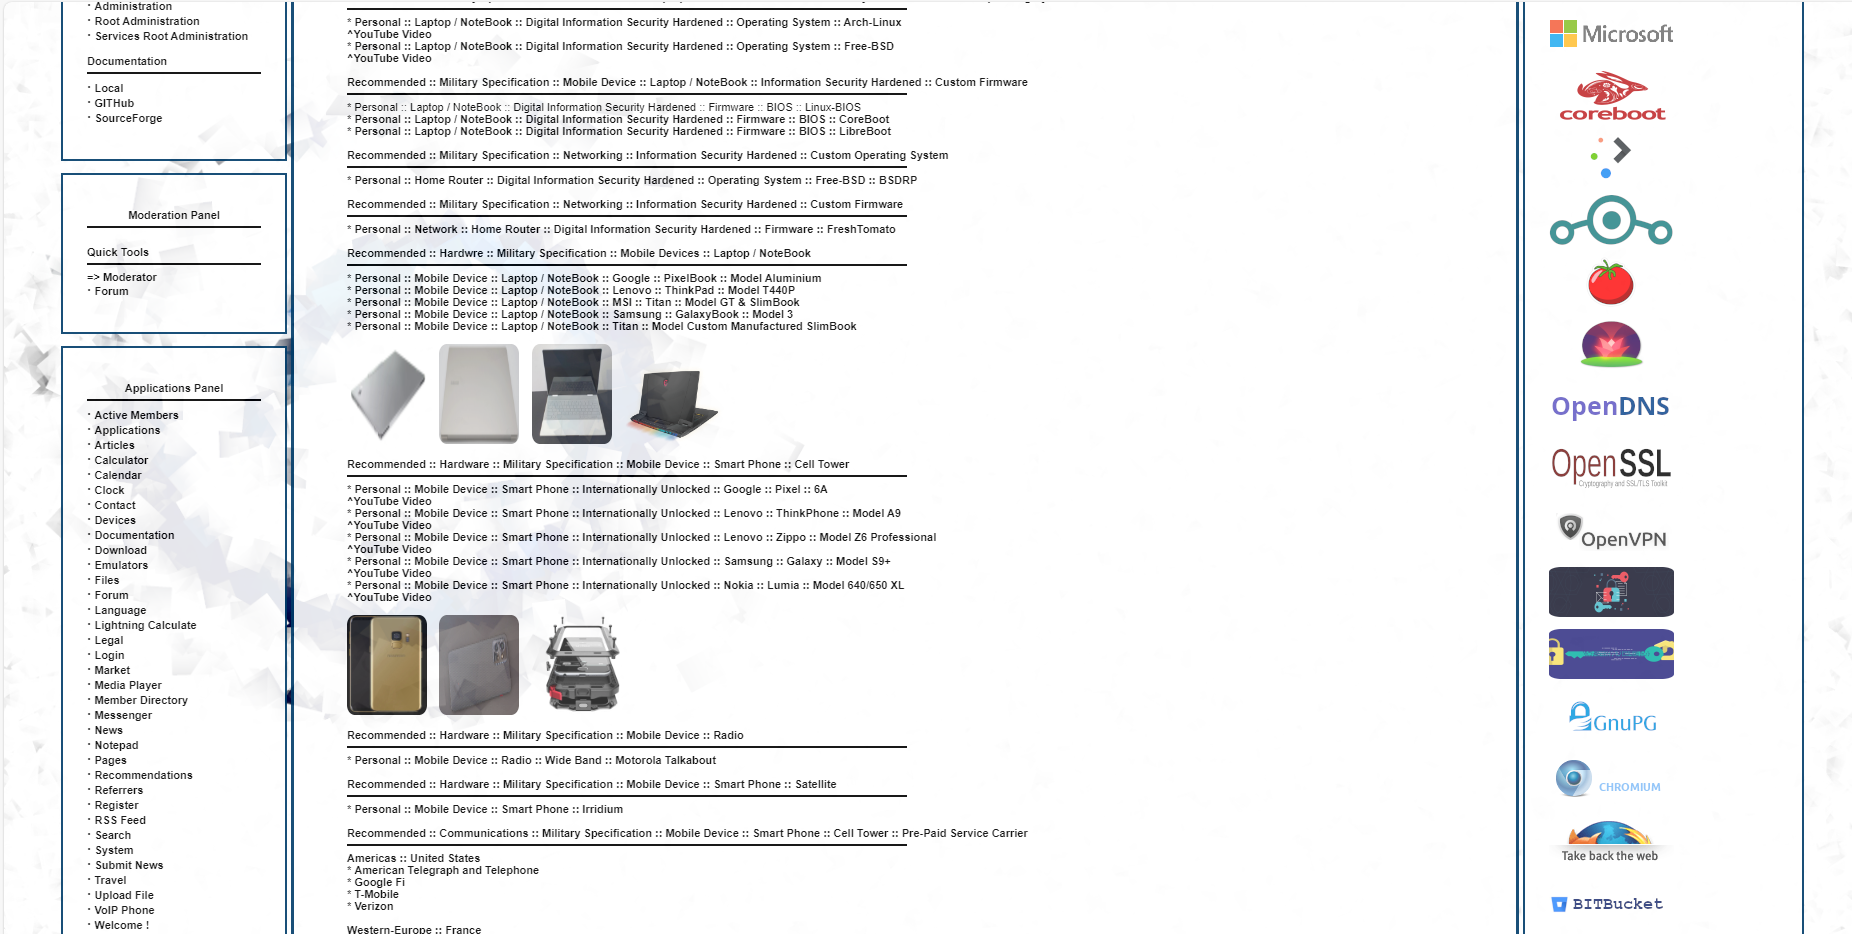 · Administration
· Root Administration
· Services Root Administration
Documentation
· Local
· GITHub
· SourceForge
Moderation Panel
Quick Tools
=> Moderator
· Forum
Applications Panel
· Active Members
· Applications
· Articles
· Calculator
· Calendar
· Clock
· Contact
· Devices
· Documentation
· Download
· Emulators
· Files
· Forum
· Language
· Lightning Calculate
· Legal
· Login
· Market
· Media Player
· Member Directory
· Messenger
· News
· Notepad
· Pages
· Recommendations
· Referrers
· Register
· RSS Feed
· Search
· System
· Submit News
· Travel
· Upload File
· VoIP Phone
· Welcome !
* Personal :: Laptop / NoteBook :: Digital Information Security Hardened :: Operating System :: Arch-Linux
^YouTube Video
* Personal :: Laptop / NoteBook :: Digital Information Security Hardened :: Operating System :: Free-BSD
^YouTube Video
Recommended :: Military Specification :: Mobile Device :: Laptop / NoteBook :: Information Security Hardened :: Custom Firmware
* Personal :: Laptop / NoteBook :: Digital Information Security Hardened :: Firmware :: BIOS :: Linux-BIOS
* Personal :: Laptop / NoteBook :: Digital Information Security Hardened :: Firmware :: BIOS :: CoreBoot
* Personal :: Laptop / NoteBook :: Digital Information Security Hardened :: Firmware :: BIOS :: LibreBoot
Recommended :: Military Specification :: Networking :: Information Security Hardened :: Custom Operating System
* Personal :: Home Router :: Digital Information Security Hardened :: Operating System :: Free-BSD :: BSDRP
Recommended :: Military Specification :: Networking :: Information Security Hardened :: Custom Firmware
* Personal :: Network :: Home Router :: Digital Information Security Hardened :: Firmware :: FreshTomato
Recommended :: Hardwre :: Military Specification :: Mobile Devices :: Laptop / NoteBook
* Personal :: Mobile Device :: Laptop / NoteBook :: Google :: PixelBook :: Model Aluminium
* Personal :: Mobile Device :: Laptop / NoteBook :: Lenovo :: ThinkPad :: Model T440P
* Personal :: Mobile Device :: Laptop / NoteBook :: MSI :: Titan :: Model GT & SlimBook
* Personal :: Mobile Device :: Laptop / NoteBook :: Samsung :: GalaxyBook :: Model 3
* Personal :: Mobile Device :: Laptop / NoteBook :: Titan :: Model Custom Manufactured SlimBook
Recommended :: Hardware :: Military Specification :: Mobile Device :: Smart Phone :: Cell Tower
* Personal :: Mobile Device :: Smart Phone :: Internationally Unlocked :: Google :: Pixel :: 6A
^YouTube Video
* Personal :: Mobile Device :: Smart Phone :: Internationally Unlocked :: Lenovo :: ThinkPhone :: Model A9
^YouTube Video
* Personal :: Mobile Device :: Smart Phone :: Internationally Unlocked :: Lenovo :: Zippo :: Model Z6 Professional
^YouTube Video
* Personal :: Mobile Device :: Smart Phone :: Internationally Unlocked :: Samsung :: Galaxy :: Model S9+
^YouTube Video
* Personal :: Mobile Device :: Smart Phone :: Internationally Unlocked :: Nokia :: Lumia :: Model 640/650 XL
^YouTube Video
Recommended :: Hardware :: Military Specification :: Mobile Device :: Radio
* Personal :: Mobile Device :: Radio :: Wide Band :: Motorola Talkabout
Recommended :: Hardware :: Military Specification :: Mobile Device :: Smart Phone :: Satellite
* Personal :: Mobile Device :: Smart Phone :: Irridium
Recommended :: Communications :: Military Specification :: Mobile Device :: Smart Phone :: Cell Tower :: Pre-Paid Service Carrier
Americas :: United States
* American Telegraph and Telephone
* Google Fi
* T-Mobile
* Verizon
Western-Europe :: France
Microsoft
coreboot
OpenDNS
OpenSSL
Cryptography and SSL/TLS Toolkit
OpenVPN
GnuPG
CHROMIUM
Take back the web
BITBucket